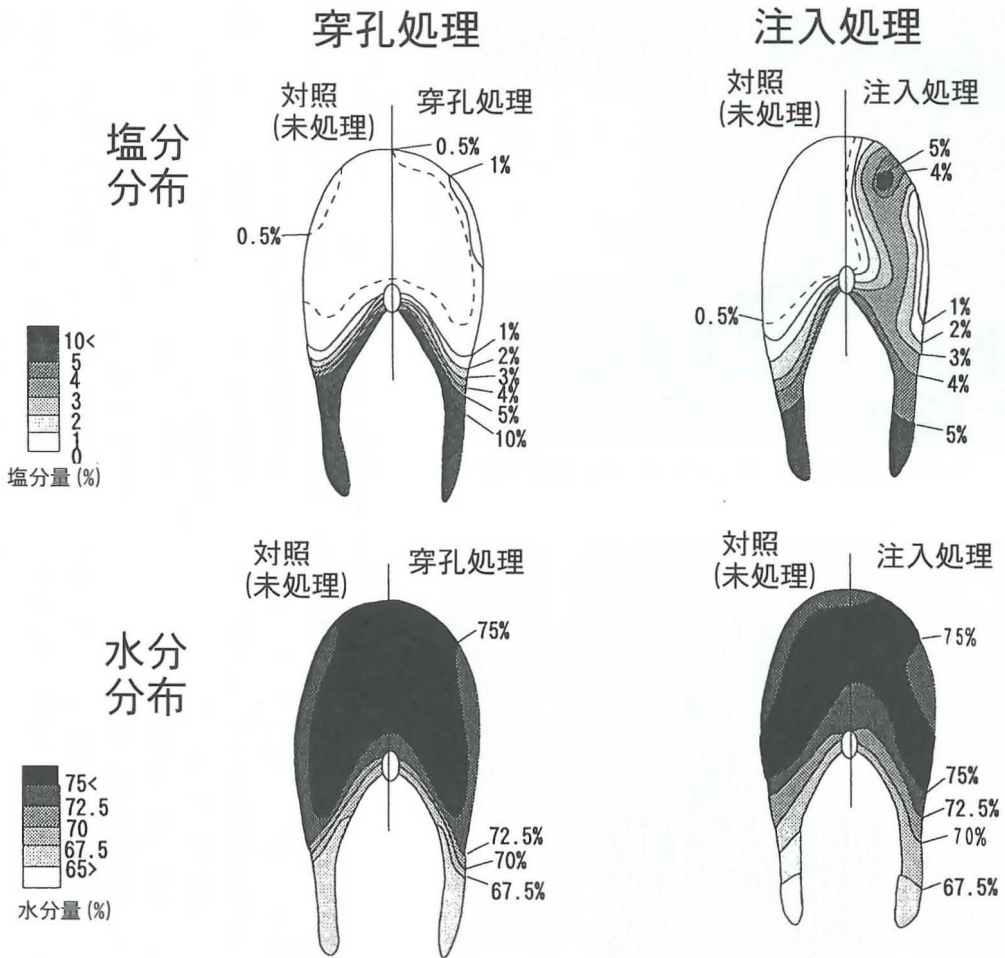 穿孔処理
注入処理
対照
(未処理)
穿孔処理
対照
(未処理)
注入処理
塩分
分布
0.5%
1%
0.5%
1%
2%
3%
4%
5%
10%
5%
4%
0.5%
1%
2%
3%
4%
5%
10<
5
4
3
2
1
0
塩分量(%)
対照
(未処理)
穿孔処理
対照
(未処理)
注入処理
水分
分布
75%
72.5%
70%
67.5%
75%
75%
72.5%
70%
67.5%
75<
72.5
70
67.5
65>
水分量(%)